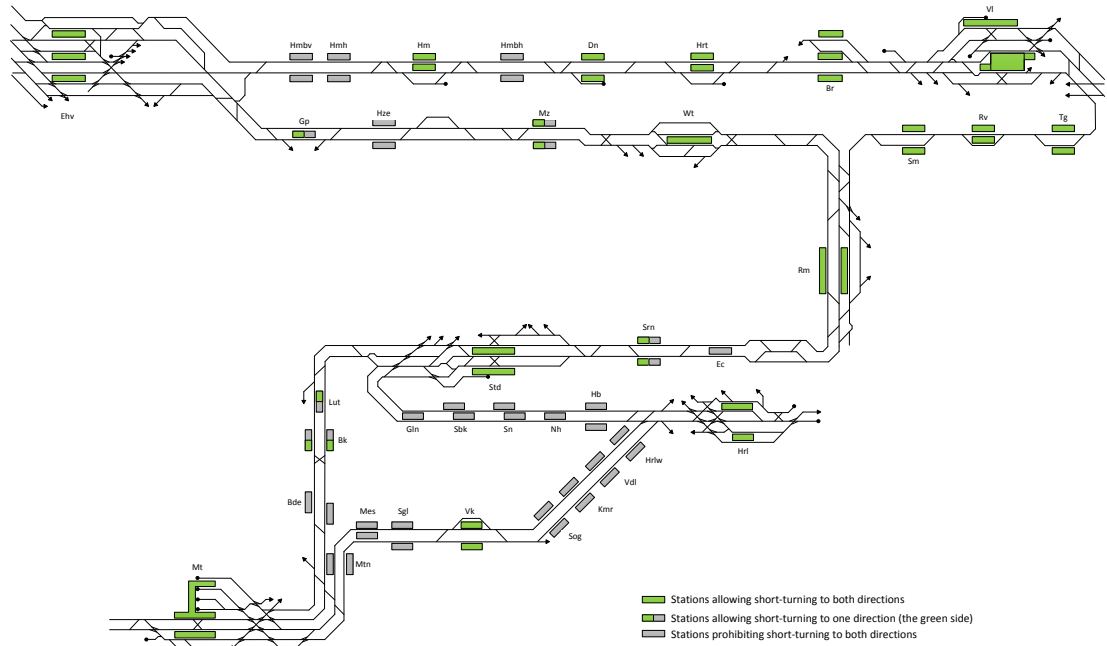 Vl
Hmbv Hmh Hm Hmbh Dn Hrt
Br
Ehv
Gp Hze Mz Wt Rv Tg
Sm
Rm
Srn
Ec
Std
Lut
Hb
Gln Sbk Sn Nh
Bk
Hrl
Hrlw
Vdl
Bde
Mes Sgl Vk
Kmr
Sog
Mtn
Mt
Stations allowing short-turning to both directions
Stations allowing short-turning to one direction (the green side)
Stations prohibiting short-turning to both directions